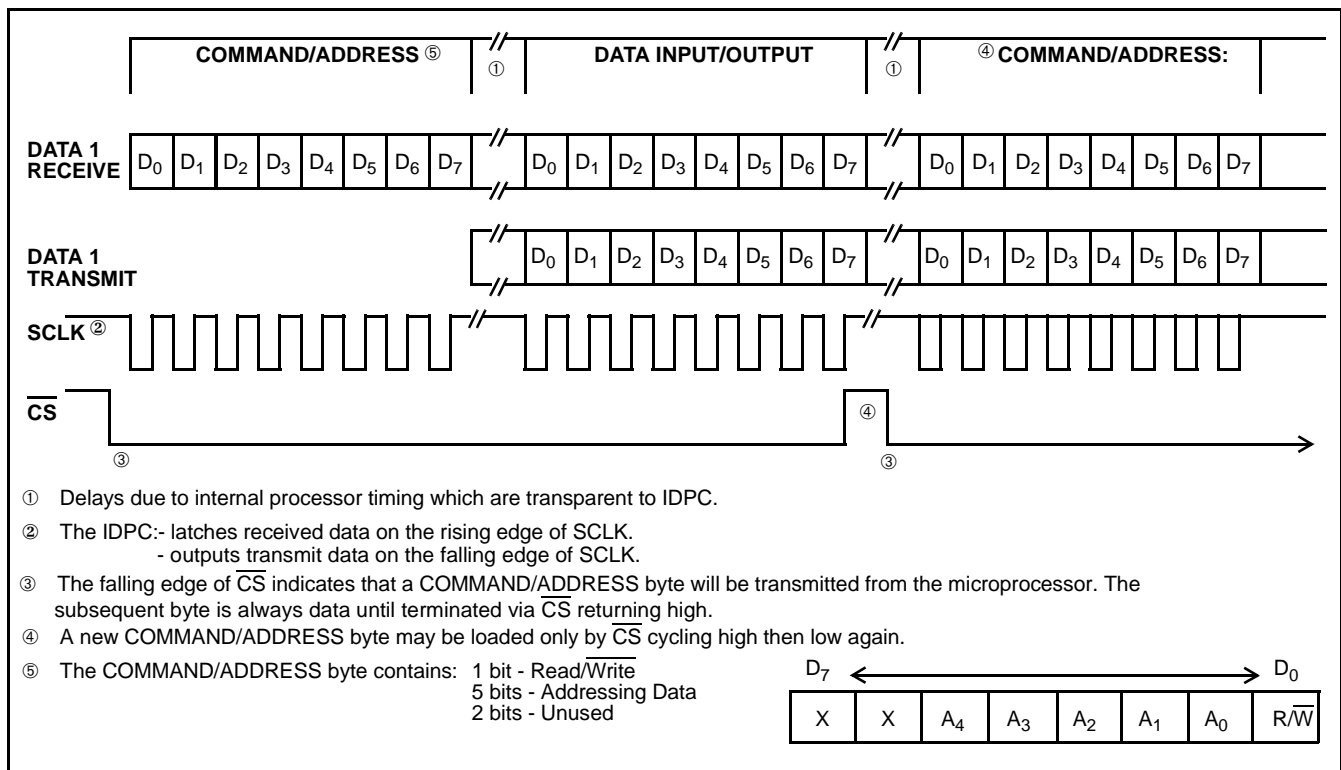 COMMAND/ADDRESS ⑤ ① DATA INPUT/OUTPUT ① ④ COMMAND/ADDRESS:
DATA 1
RECEIVE D0 D1 D2 D3 D4 D5 D6 D7 D0 D1 D2 D3 D4 D5 D6 D7 D0 D1 D2 D3 D4 D5 D6 D7
DATA 1
TRANSMIT D0 D1 D2 D3 D4 D5 D6 D7 D0 D1 D2 D3 D4 D5 D6 D7
SCLK ②
CS ④
③ ③
① Delays due to internal processor timing which are transparent to IDPC.
② The IDPC:- latches received data on the rising edge of SCLK.
- outputs transmit data on the falling edge of SCLK.
③ The falling edge of CS indicates that a COMMAND/ADDRESS byte will be transmitted from the microprocessor. The
subsequent byte is always data until terminated via CS returning high.
④ A new COMMAND/ADDRESS byte may be loaded only by CS cycling high then low again.
⑤ The COMMAND/ADDRESS byte contains: 1 bit - Read/Write
5 bits - Addressing Data
2 bits - Unused
D7 D0
X X A4 A3 A2 A1 A0 R/W